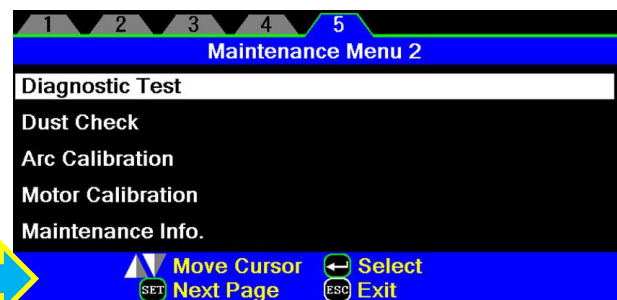 1 2 3 4 5
Maintenance Menu 2
Diagnostic Test
Dust Check
Arc Calibration
Motor Calibration
Maintenance Info.
Move Cursor Select
SET Next Page ESC Exit